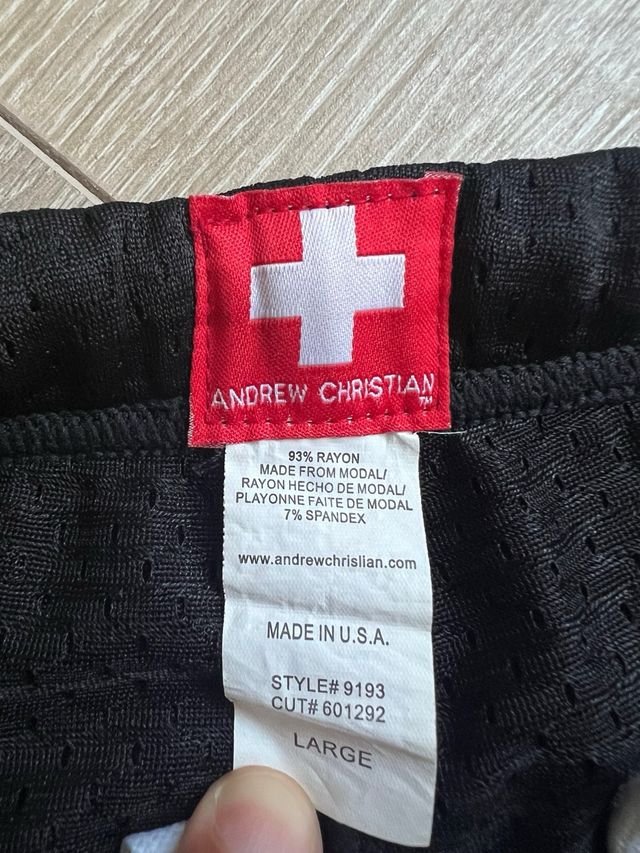 ANDREW CHRISTIAN
TM
93% RAYON
MADE FROM MODAL/
RAYON HECHO DE MODAL/
PLAYONNE FAITE DE MODAL
7% SPANDEX
www.andrewchrislian.com
MADE IN U.S.A.
STYLE# 9193
CUT# 601292
LARGE